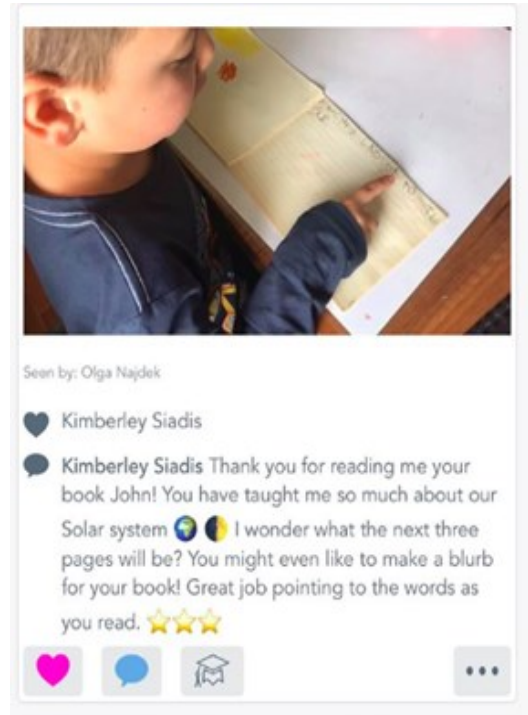 Seen by: Olga Najdek
Kimberley Siadis
Kimberley Siadis Thank you for reading me your
book John! You have taught me so much about our
Solar system 🌍 🌓 I wonder what the next three
pages will be? You might even like to make a blurb
for your book! Great job pointing to the words as
you read. ⭐⭐⭐